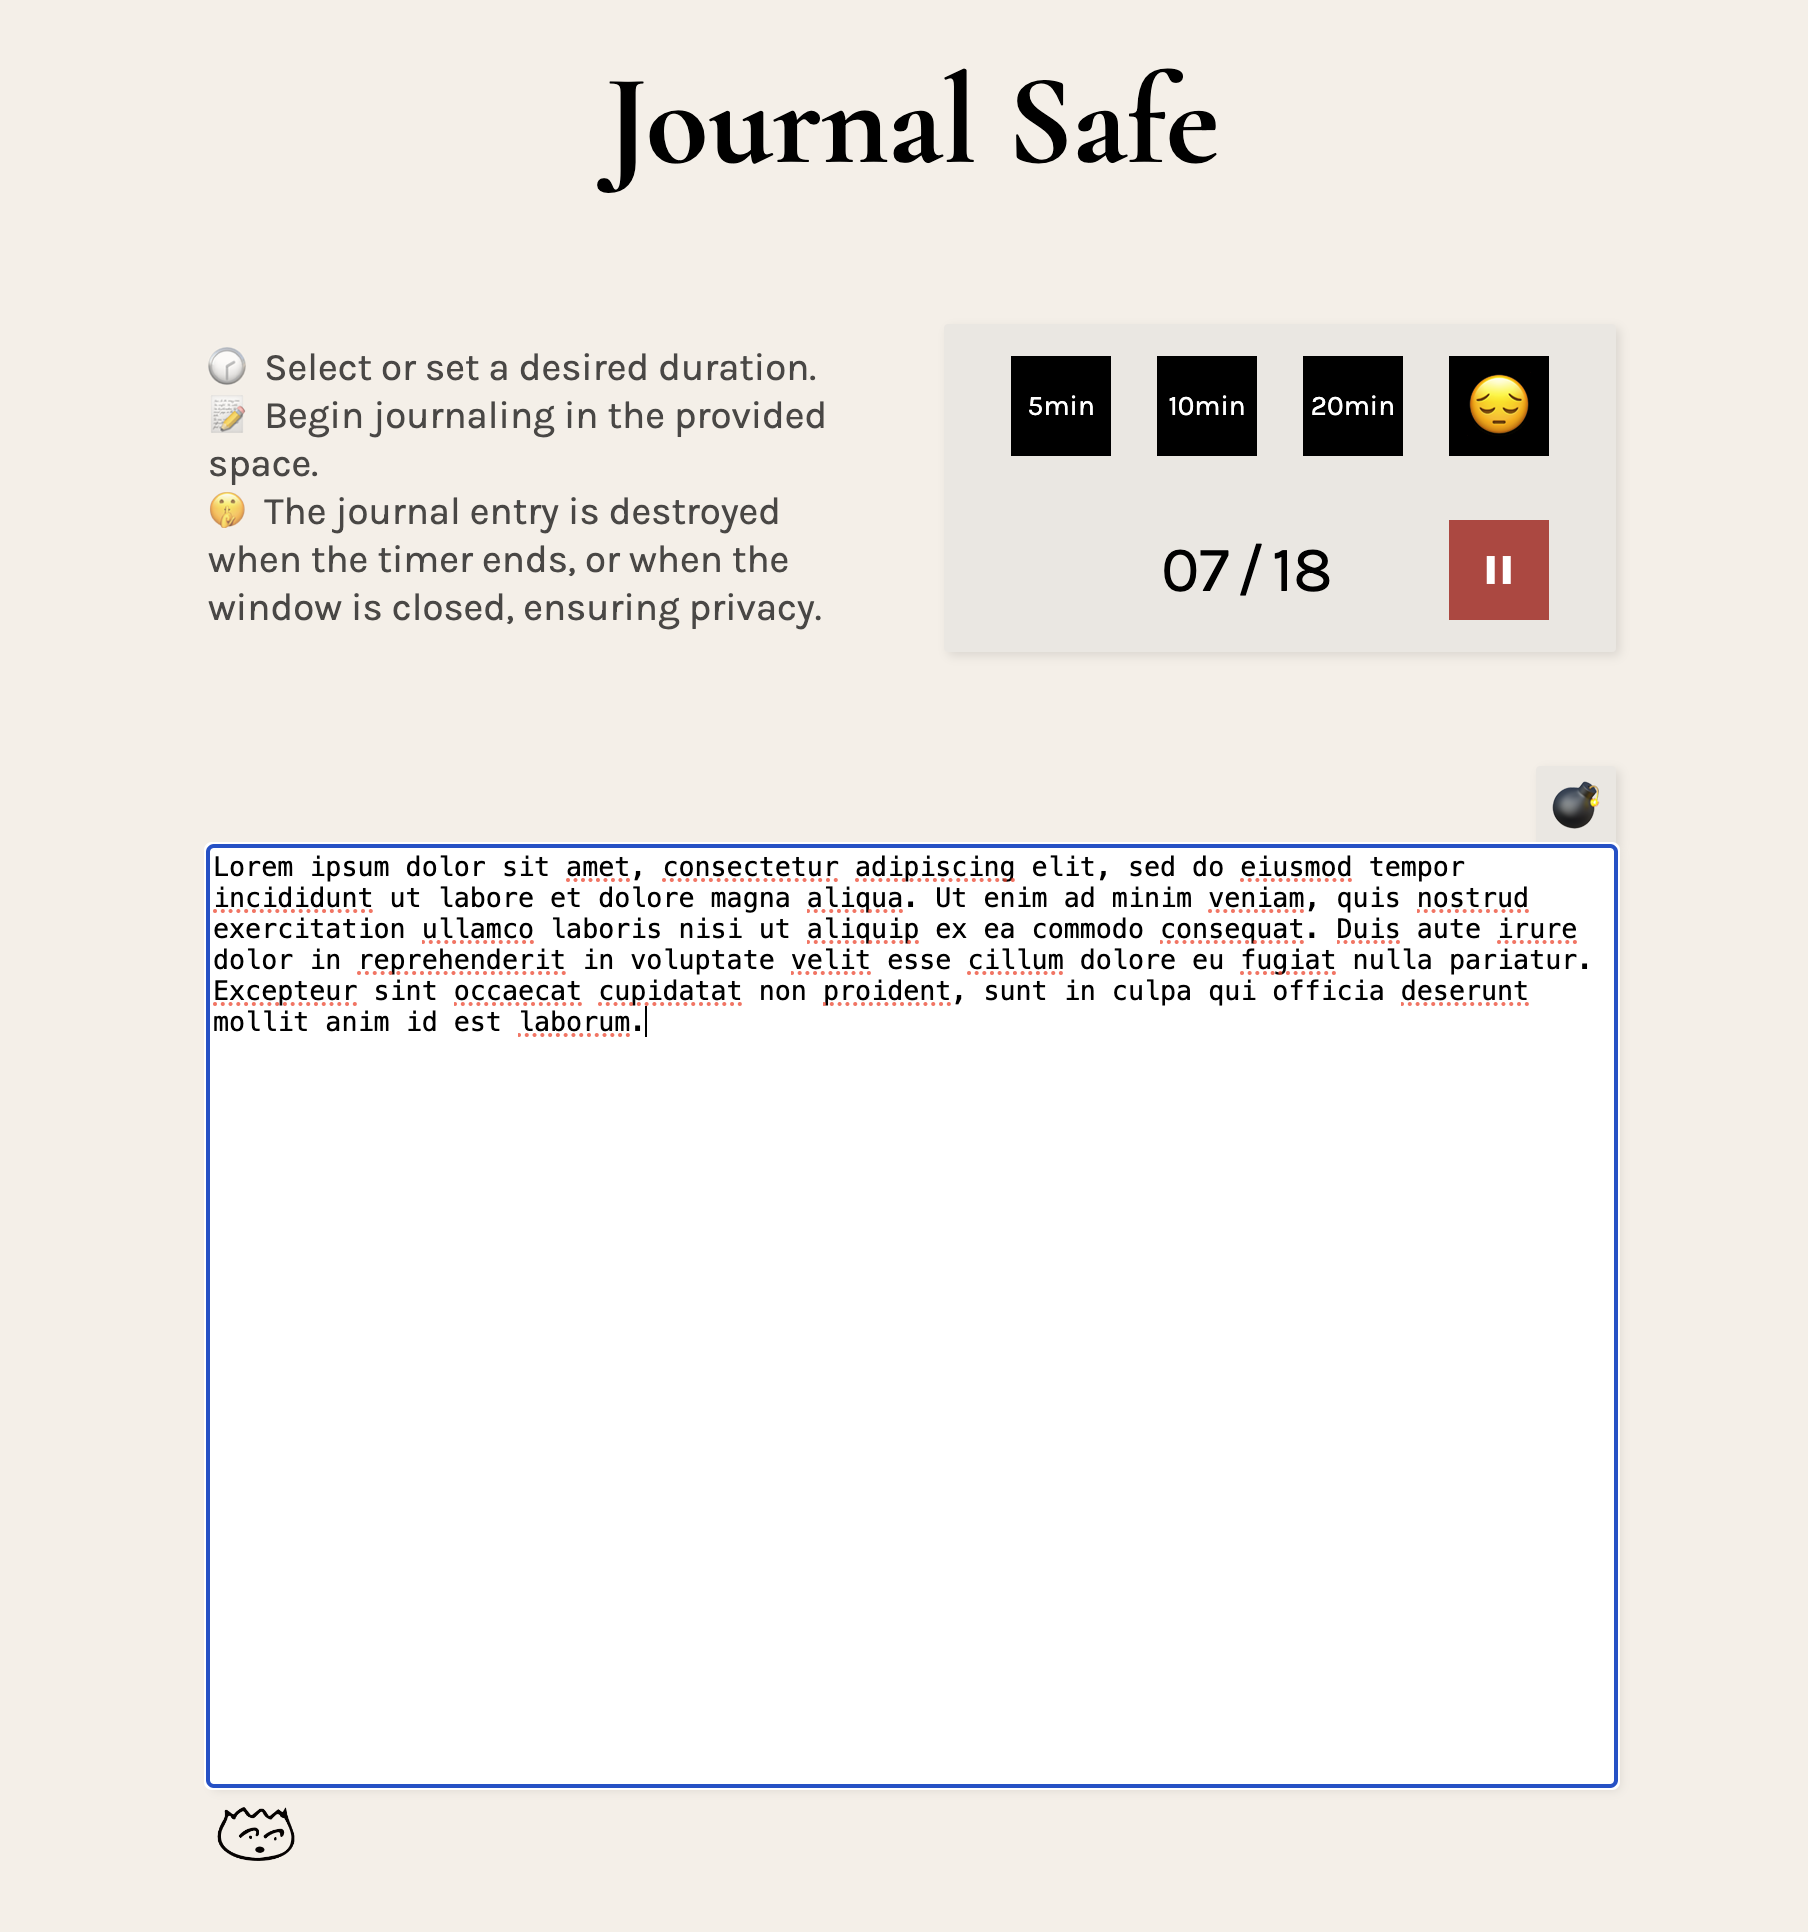 Journal Safe
Select or set a desired duration.
Begin journaling in the provided
space.
The journal entry is destroyed
when the timer ends, or when the
window is closed, ensuring privacy.
5min 10min 20min
07/18
Lorem ipsum dolor sit amet, consectetur adipiscing elit, sed do eiusmod tempor
incididunt ut labore et dolore magna aliqua. Ut enim ad minim veniam, quis nostrud
exercitation ullamco laboris nisi ut aliquip ex ea commodo consequat. Duis aute irure
dolor in reprehenderit in voluptate velit esse cillum dolore eu fugiat nulla pariatur.
Excepteur sint occaecat cupidatat non proident, sunt in culpa qui officia deserunt
mollit anim id est laborum.